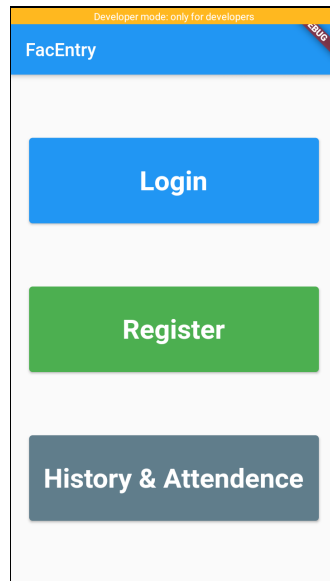 Developer mode: only for developers
FacEntry
Login
Register
History & Attendence